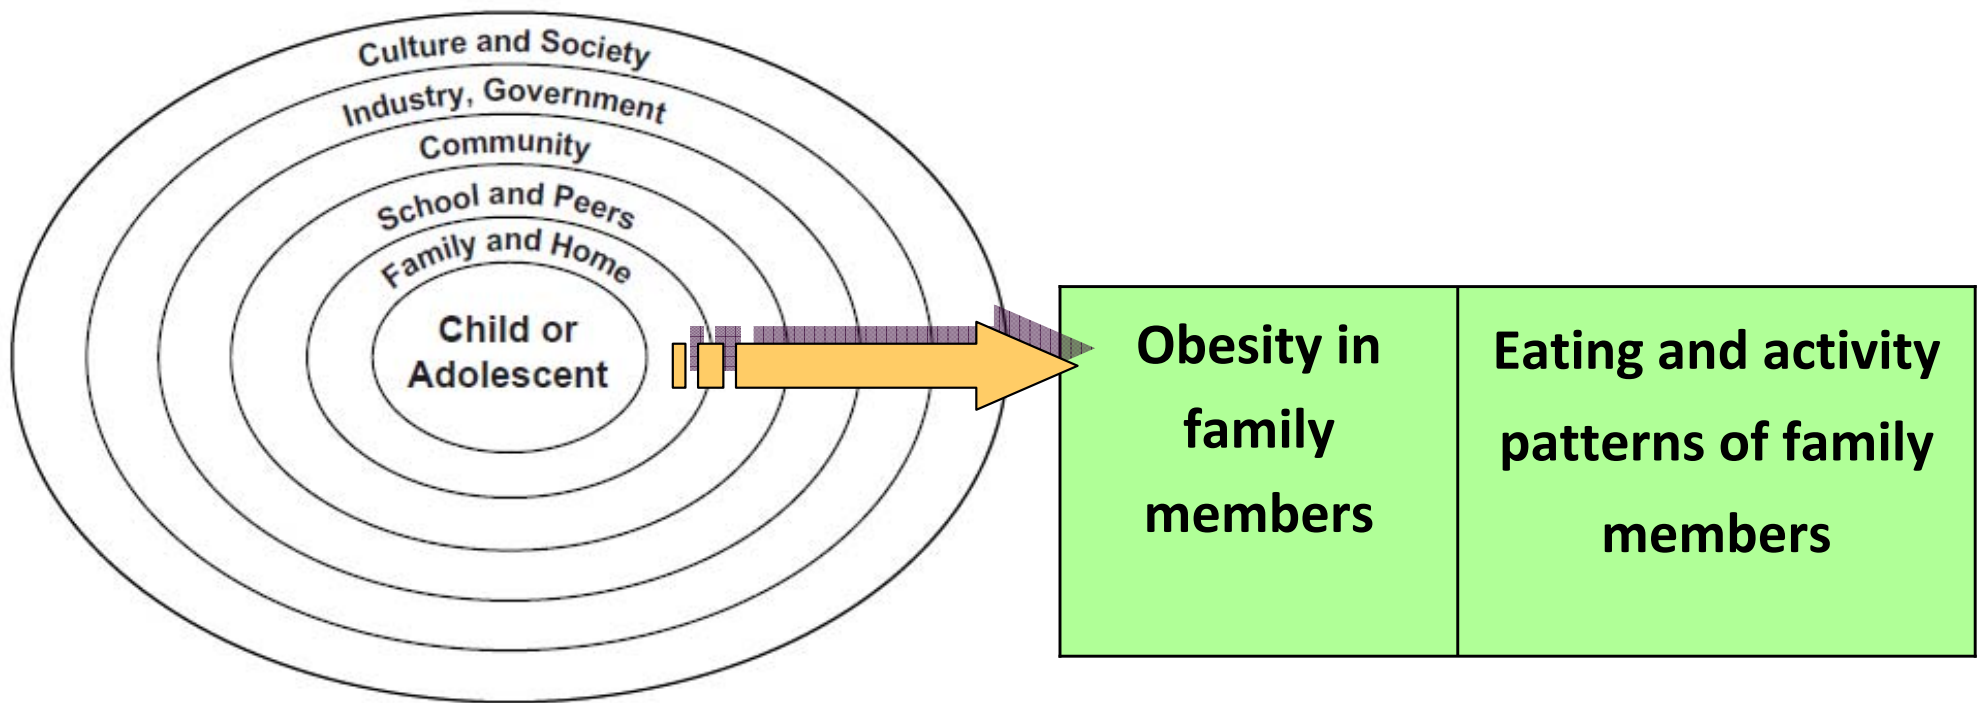 Culture and Society
Industry, Government
Community
School and Peers
Family and Home
Child or
Adolescent
Obesity in
family
members
Eating and activity
patterns of family
members